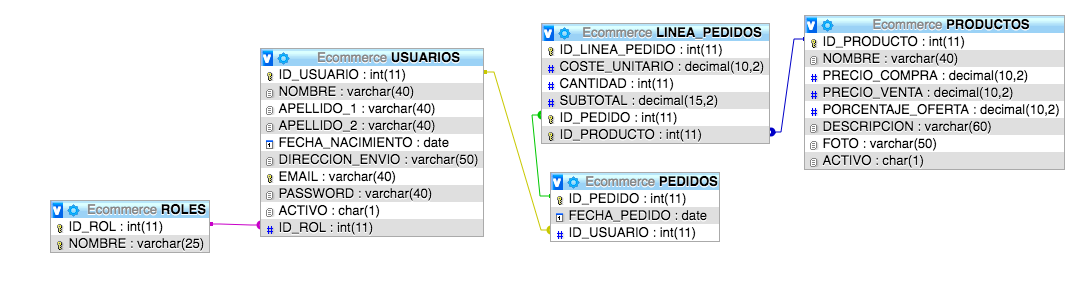 Ecommerce ROLES
ID_ROL : int(11)
NOMBRE : varchar(25)
Ecommerce USUARIOS
ID_USUARIO : int(11)
NOMBRE : varchar(40)
APELLIDO_1 : varchar(40)
APELLIDO_2 : varchar(40)
FECHA_NACIMIENTO : date
DIRECCION_ENVIO : varchar(50)
EMAIL : varchar(40)
PASSWORD : varchar(40)
ACTIVO : char(1)
ID_ROL : int(11)
Ecommerce LINEA_PEDIDOS
ID_LINEA_PEDIDO : int(11)
COSTE_UNITARIO : decimal(10,2)
CANTIDAD : int(11)
SUBTOTAL : decimal(15,2)
ID_PEDIDO : int(11)
ID_PRODUCTO : int(11)
Ecommerce PEDIDOS
ID_PEDIDO : int(11)
FECHA_PEDIDO : date
ID_USUARIO : int(11)
Ecommerce PRODUCTOS
ID_PRODUCTO : int(11)
NOMBRE : varchar(40)
PRECIO_COMPRA : decimal(10,2)
PRECIO_VENTA : decimal(10,2)
PORCENTAJE_OFERTA : decimal(10,2)
DESCRIPCION : varchar(60)
FOTO : varchar(50)
ACTIVO : char(1)